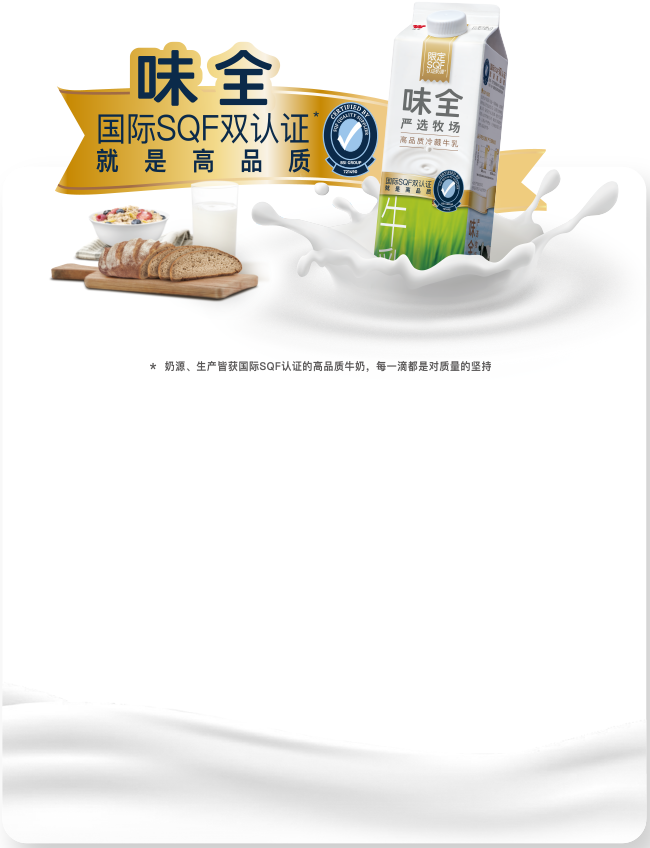 味全
国际SQF双认证*
就是高品质
CERTIFIED BY
SQF QUALITY
SGS GROUP
限定
SQF
味全
严选牧场
高品质冷藏牛乳
国际SQF双认证
就是高品质
牛乳
味全
* 奶源、生产皆获国际SQF认证的高品质牛奶，每一滴都是对质量的坚持